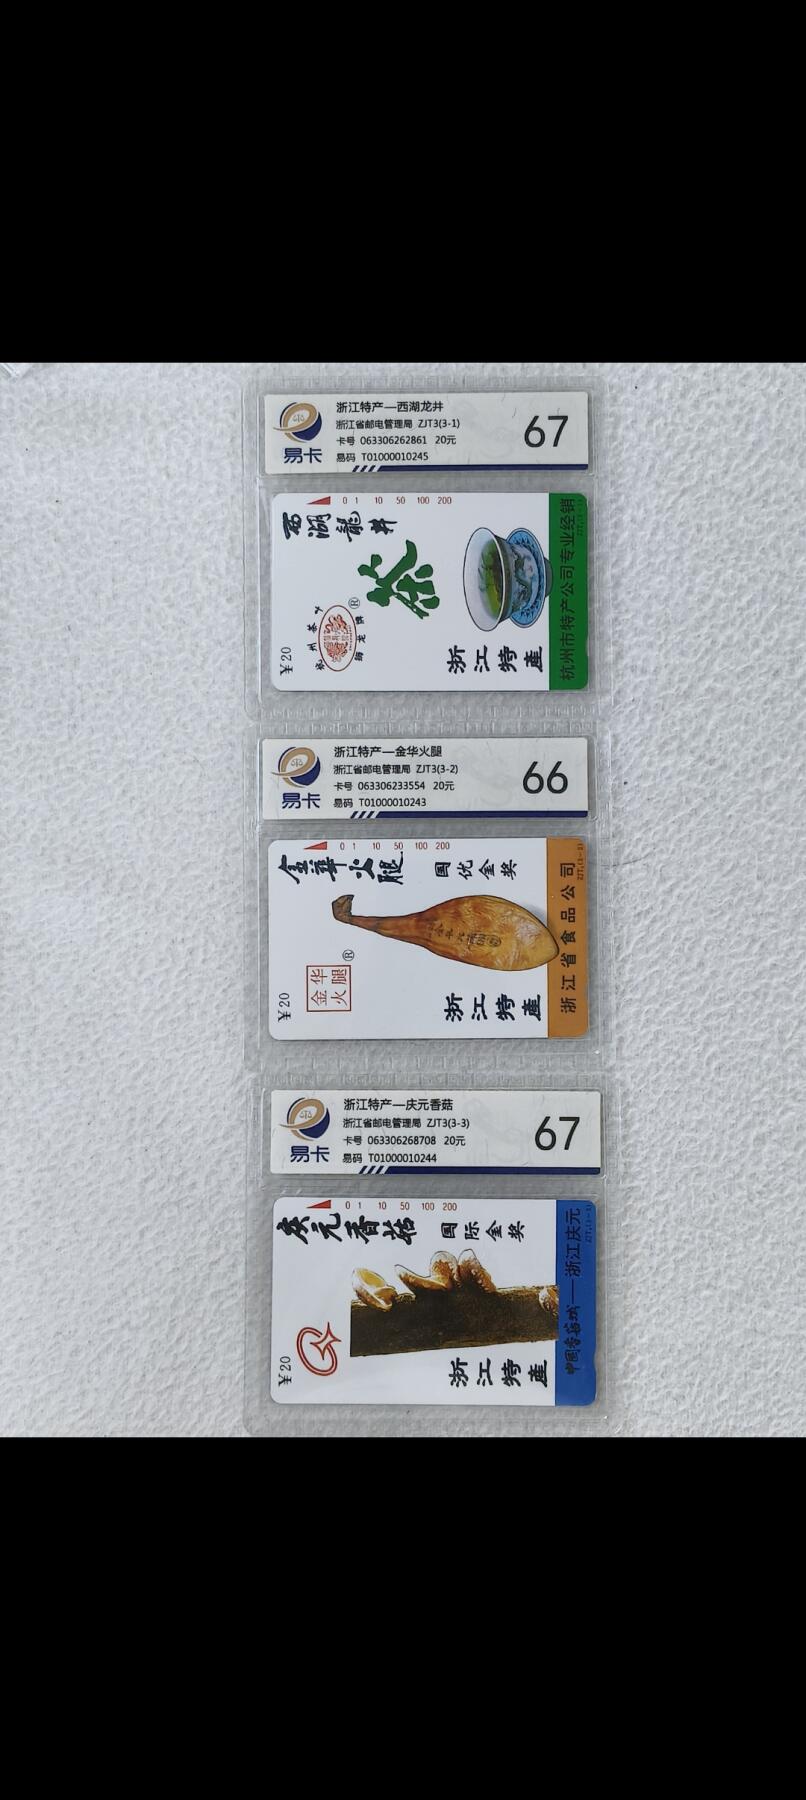 浙江特产—西湖龙井
浙江省邮电管理局 ZJT3(3-1)
卡号 063306262861 20元
易码 T01000010245
易卡
67
0 1 10 50 100 200
西湖龍井
茶
®
¥20
浙江特產
杭州市特产公司专业经销
浙江特产—金华火腿
浙江省邮电管理局 ZJT3(3-2)
卡号 063306233554 20元
易码 T01000010243
易卡
66
0 1 10 50 100 200
金華火腿
国优金奖
金华火腿
®
¥20
浙江特產
浙江省食品公司
浙江特产—庆元香菇
浙江省邮电管理局 ZJT3(3-3)
卡号 063306268708 20元
易码 T01000010244
易卡
67
0 1 10 50 100 200
庆元香菇
国际金奖
¥20
浙江特產
中國香菇城——浙江庆元